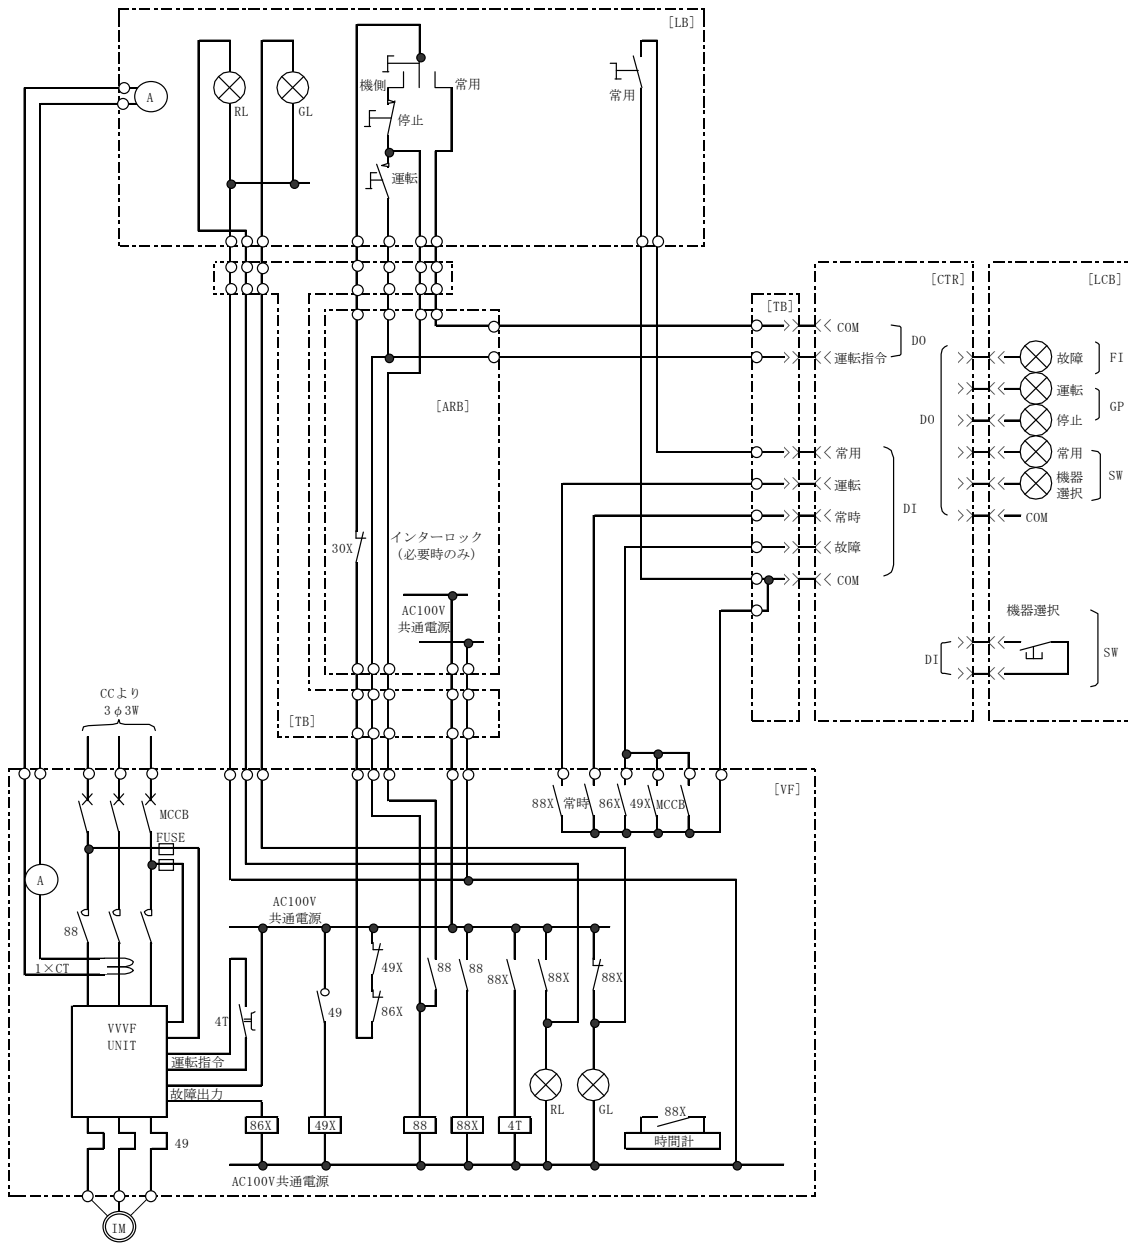 [LB]
A
RL
GL
機側
常用
停止
運転
常用
[TB]
[CTR]
[LCB]
COM
運転指令
DO
DO
故障
FI
運転
停止
GP
常用
機器
選択
SW
COM
[ARB]
常用
運転
常時
故障
COM
DI
30X
インターロック
(必要時のみ)
AC100V
共通電源
機器選択
DI
SW
CCより
3φ3W
[TB]
[VF]
MCCB
FUSE
88X
常時
86X
49X
MCCB
A
88
1×CT
AC100V
共通電源
49X
86X
88
88
88X
88X
88X
4T
49
VVVF
UNIT
運転指令
故障出力
RL
GL
86X
49X
88
88X
4T
88X
時間計
49
AC100V共通電源
IM